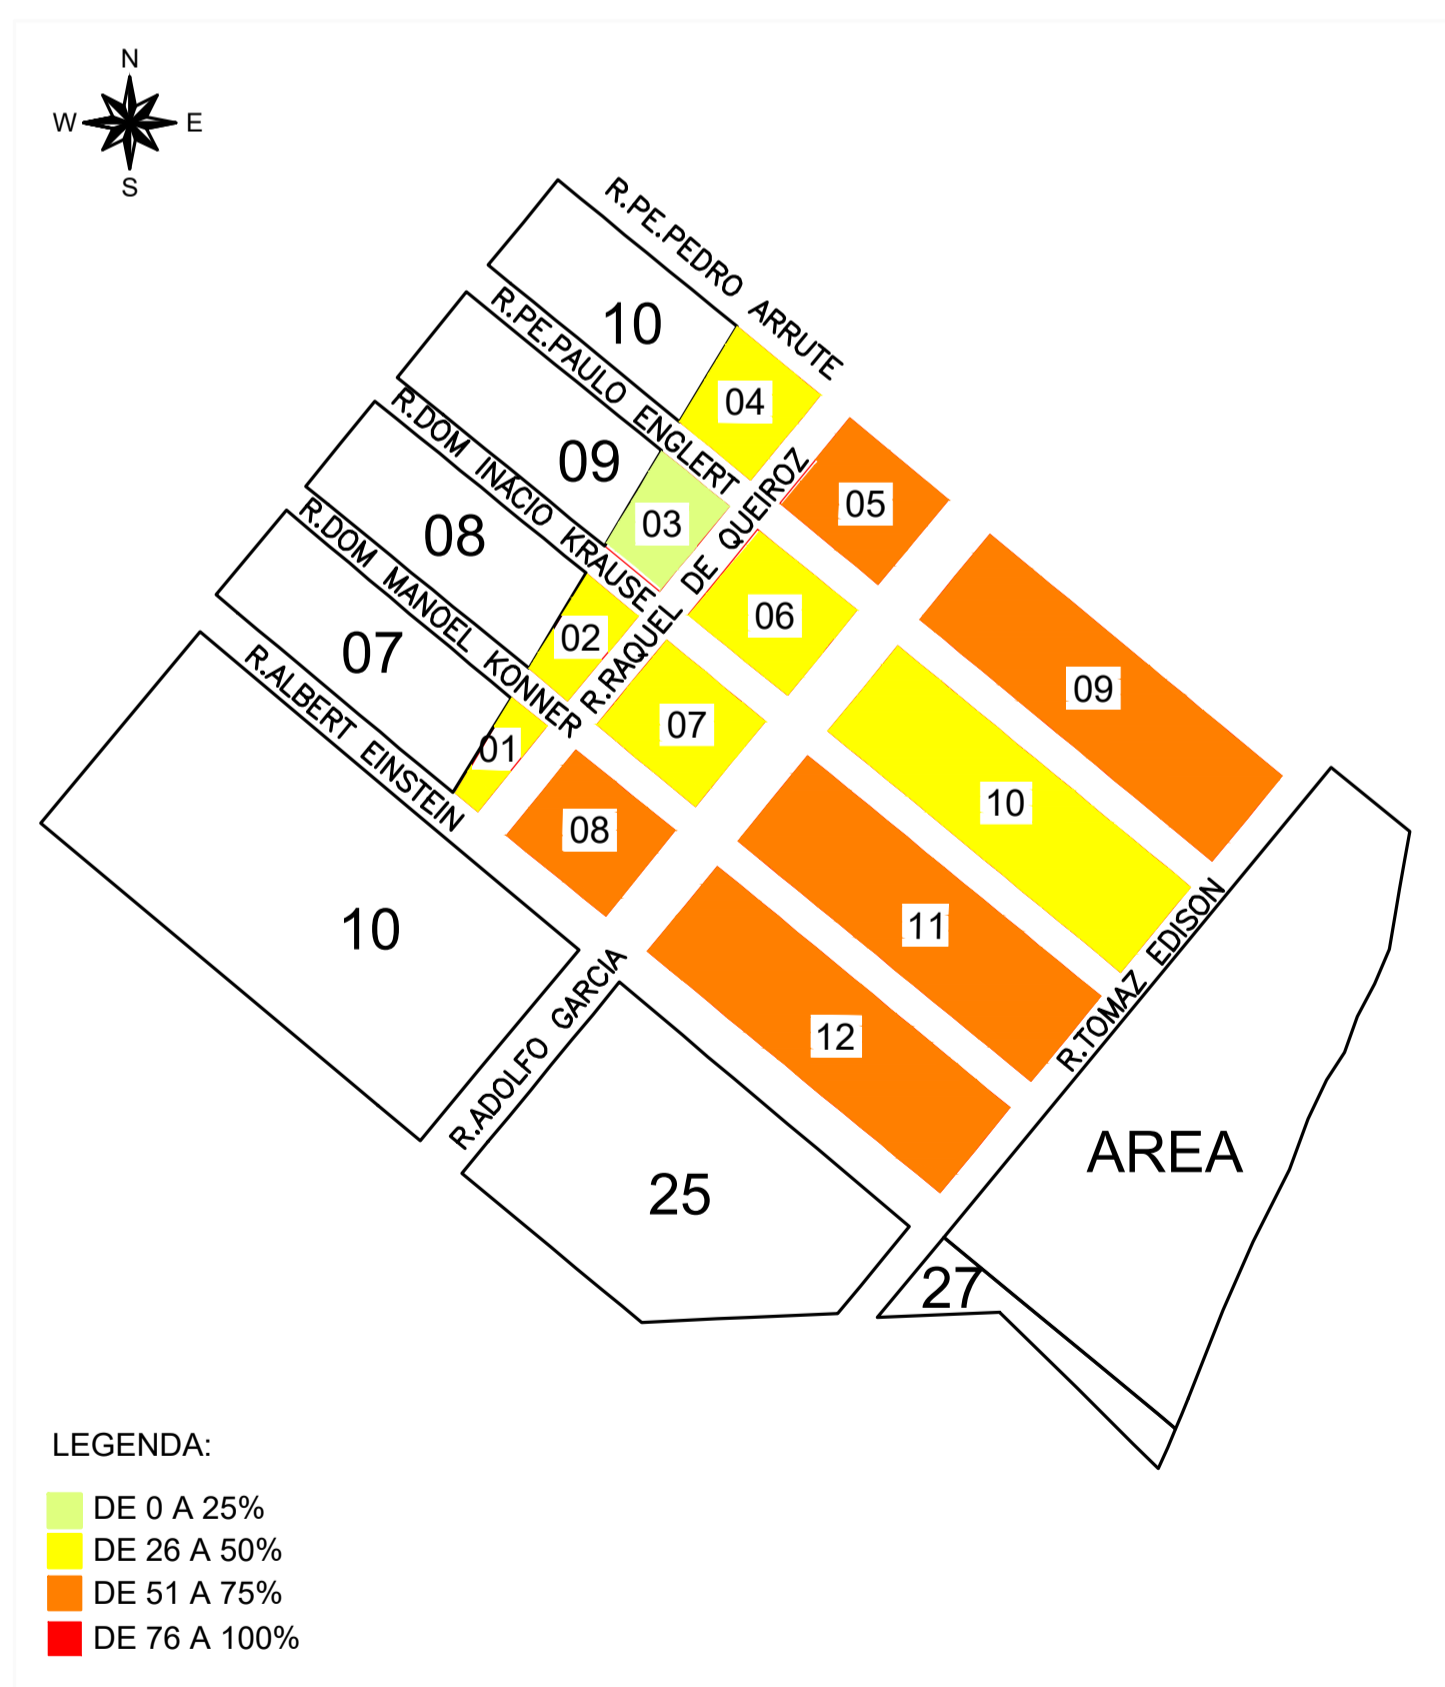 N
W
E
S
R.PE.PEDRO ARRUTE
10
R.PE.PAULO ENGLERT
04
09
R.DOM INÁCIO KRAUSE
03
05
08
R.DOM MANOEL KONNER
02
R.RAQUEL DE QUEIROZ
06
09
07
R.ALBERT EINSTEIN
01
07
10
08
10
11
R.TOMAZ EDISON
12
R.ADOLFO GARCIA
AREA
25
27
LEGENDA:
DE 0 A 25%
DE 26 A 50%
DE 51 A 75%
DE 76 A 100%